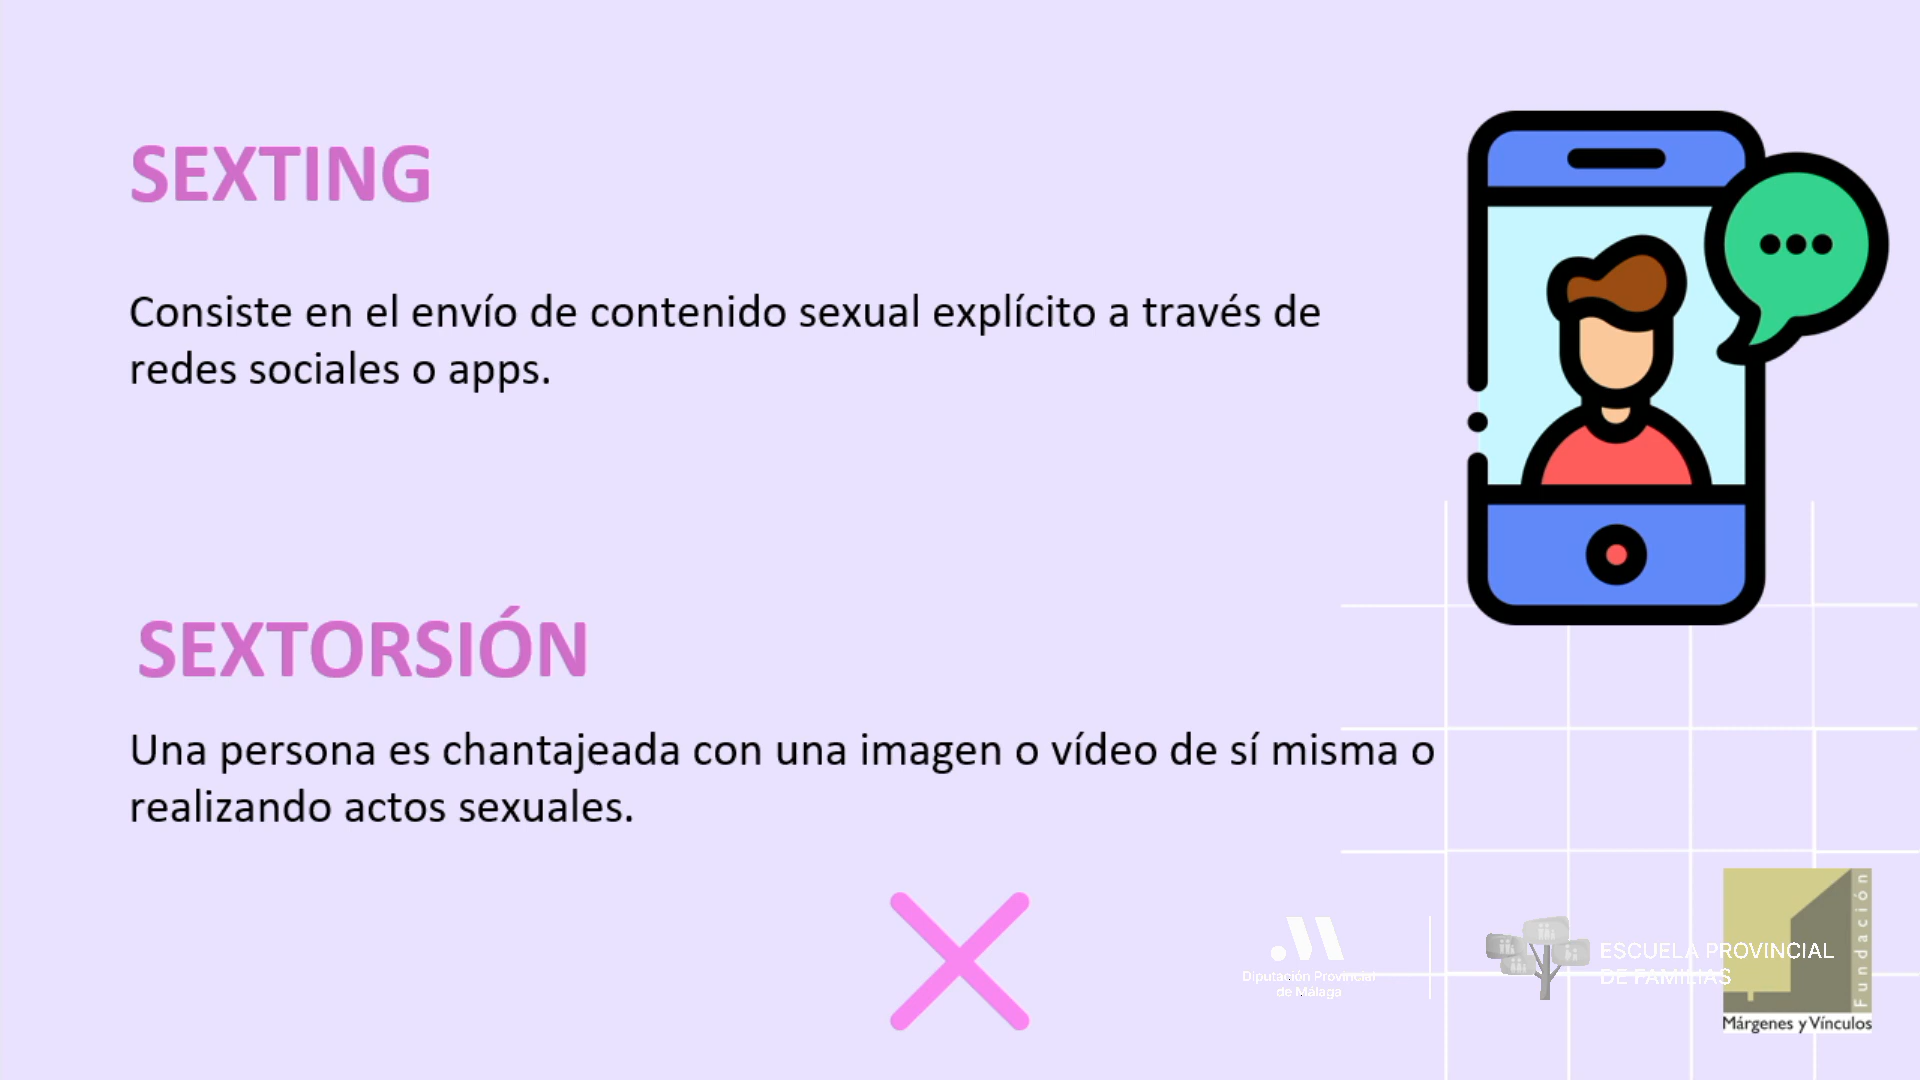 SEXTING
Consiste en el envío de contenido sexual explícito a través de
redes sociales o apps.
SEXTORSIÓN
Una persona es chantajeada con una imagen o vídeo de sí misma o
realizando actos sexuales.
Diputación Provincial
de Málaga
ESCUELA PROVINCIAL
DE FAMILIAS
Fundación
Márgenes y Vínculos